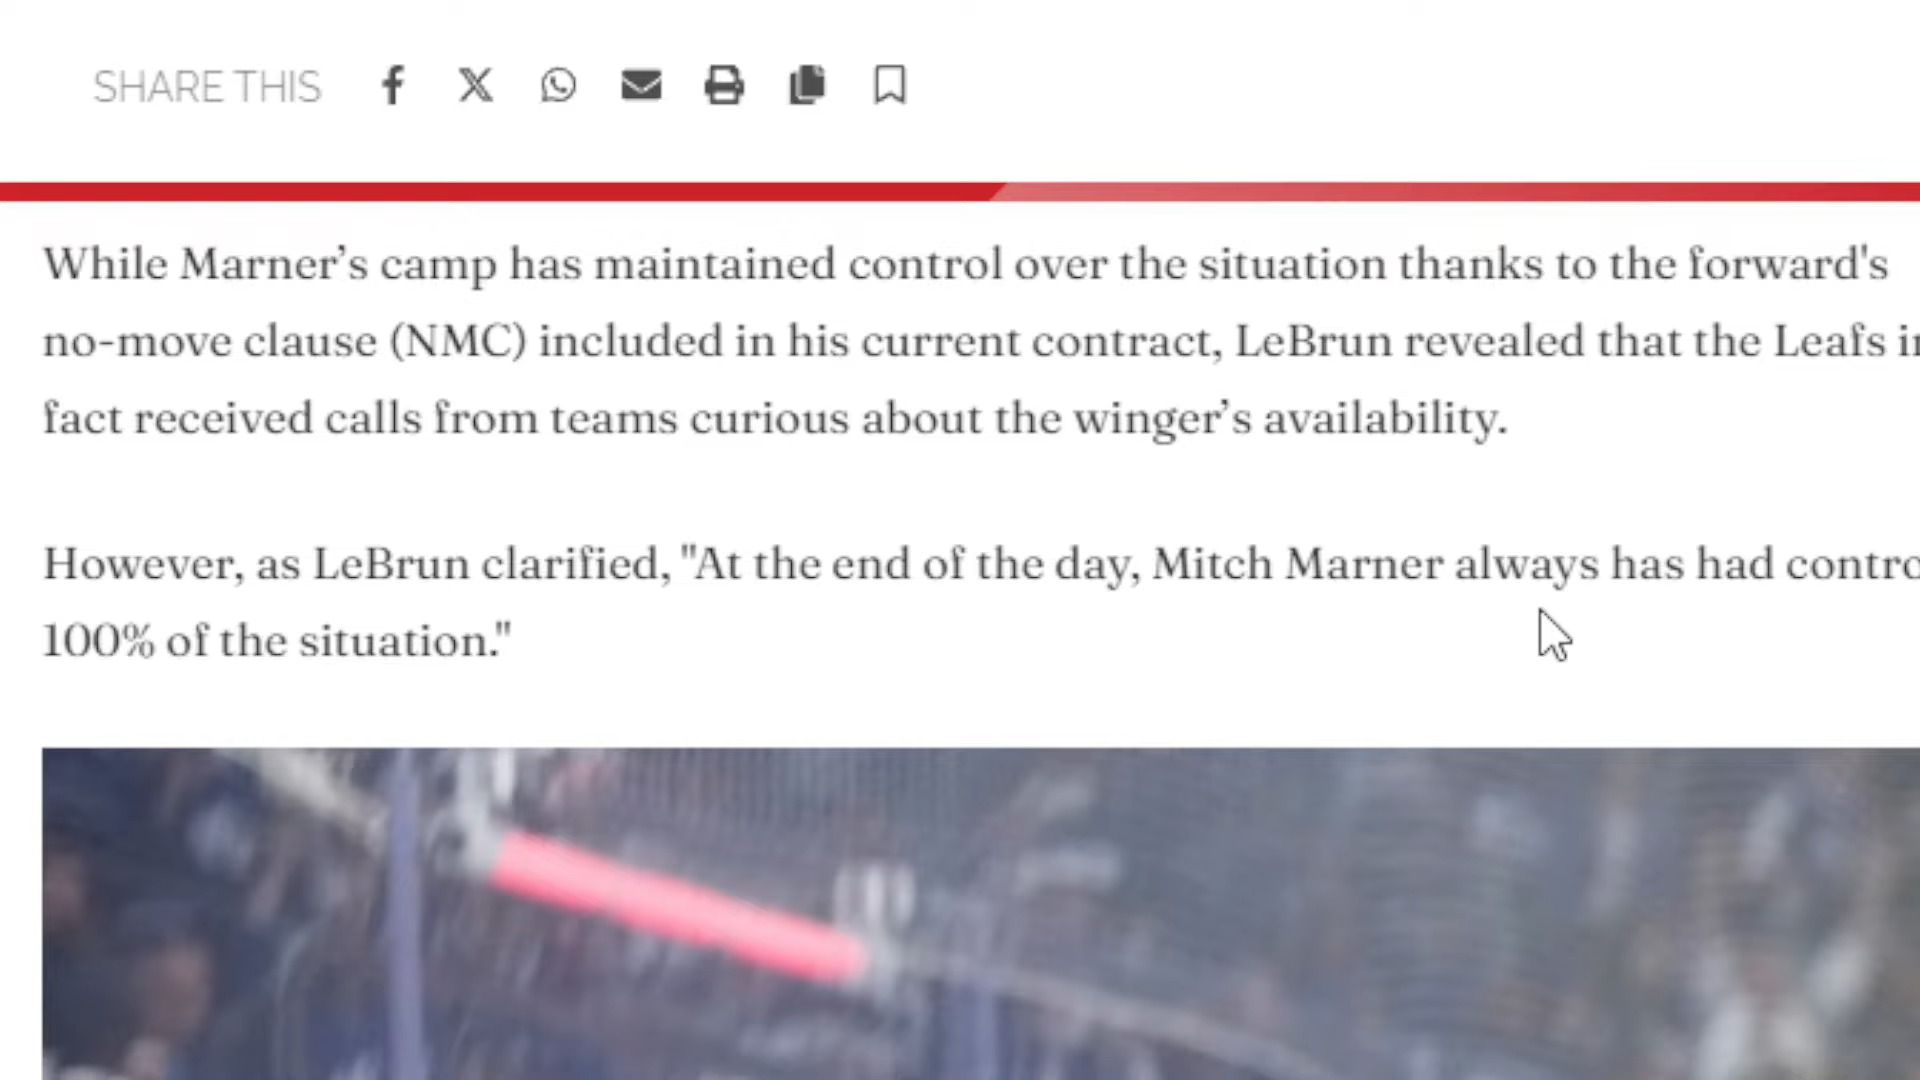 SHARE THIS
While Marner’s camp has maintained control over the situation thanks to the forward's
no-move clause (NMC) included in his current contract, LeBrun revealed that the Leafs
fact received calls from teams curious about the winger’s availability.
However, as LeBrun clarified, "At the end of the day, Mitch Marner always has had
100% of the situation."